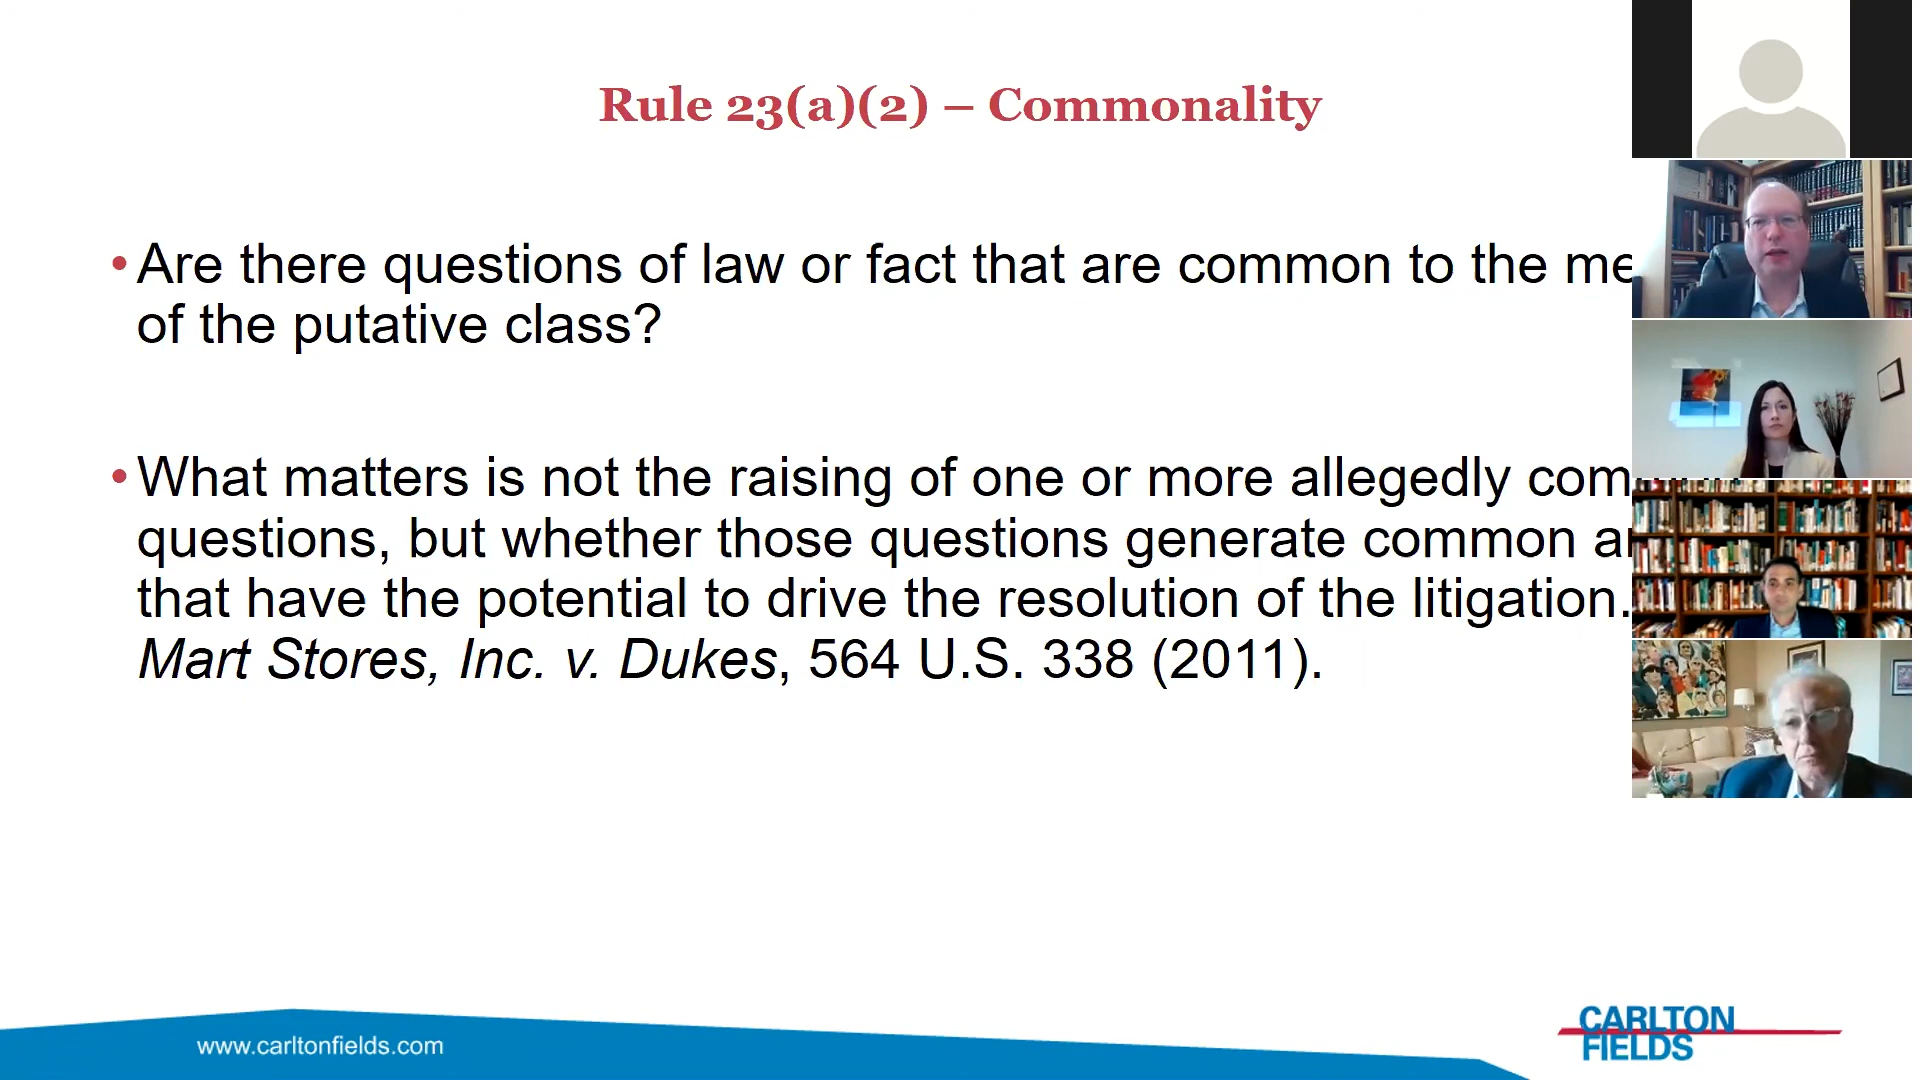 Rule 23(a)(2) – Commonality
• Are there questions of law or fact that are common to the me
of the putative class?
• What matters is not the raising of one or more allegedly com
questions, but whether those questions generate common a
that have the potential to drive the resolution of the litigation.
Mart Stores, Inc. v. Dukes, 564 U.S. 338 (2011).
www.carltonfields.com
CARLTON
FIELDS